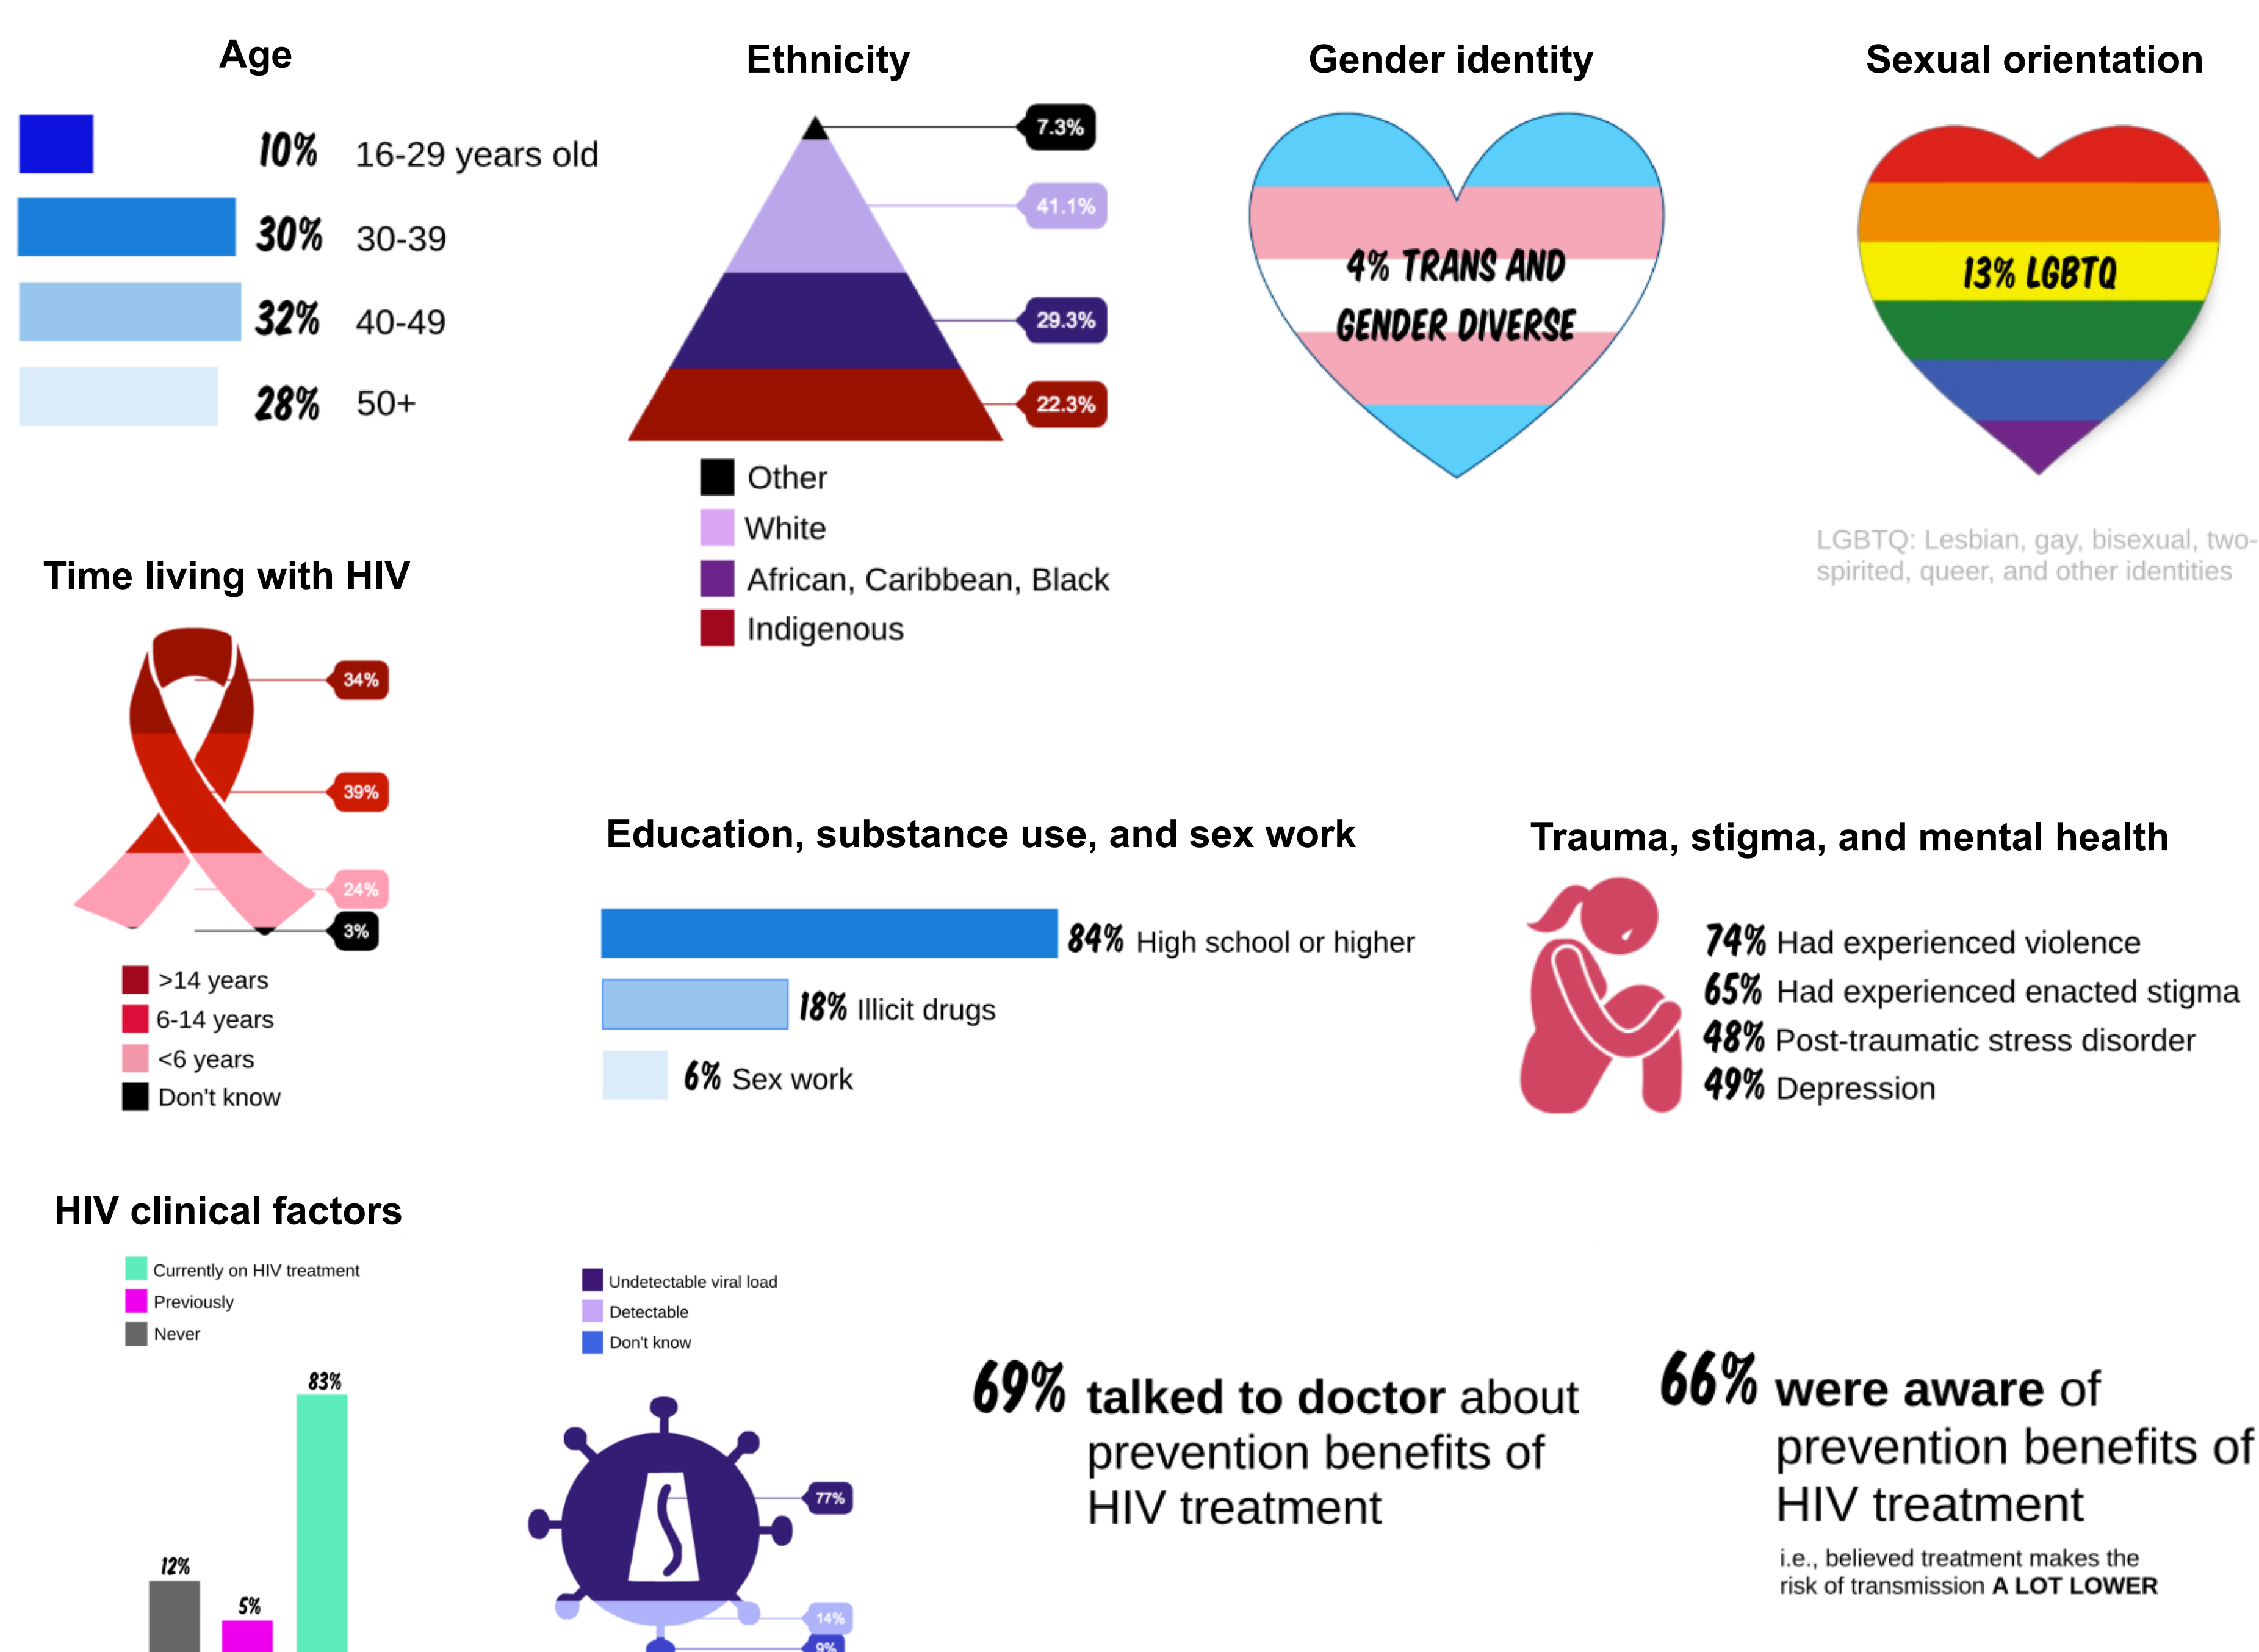 Age
10% 16-29 years old
30% 30-39
32% 40-49
28% 50+
Ethnicity
7.3%
41.1%
29.3%
22.3%
Other
White
African, Caribbean, Black
Indigenous
Gender identity
4% TRANS AND
GENDER DIVERSE
Sexual orientation
13% LGBTQ
LGBTQ: Lesbian, gay, bisexual, two-
spirited, queer, and other identities
Time living with HIV
34%
39%
24%
3%
>14 years
6-14 years
<6 years
Don't know
Education, substance use, and sex work
84% High school or higher
18% Illicit drugs
6% Sex work
Trauma, stigma, and mental health
74% Had experienced violence
65% Had experienced enacted stigma
48% Post-traumatic stress disorder
49% Depression
HIV clinical factors
Currently on HIV treatment
Previously
Never
83%
12%
5%
Undetectable viral load
Detectable
Don't know
77%
14%
9%
69% talked to doctor about
prevention benefits of
HIV treatment
66% were aware of
prevention benefits of
HIV treatment
i.e., believed treatment makes the
risk of transmission A LOT LOWER